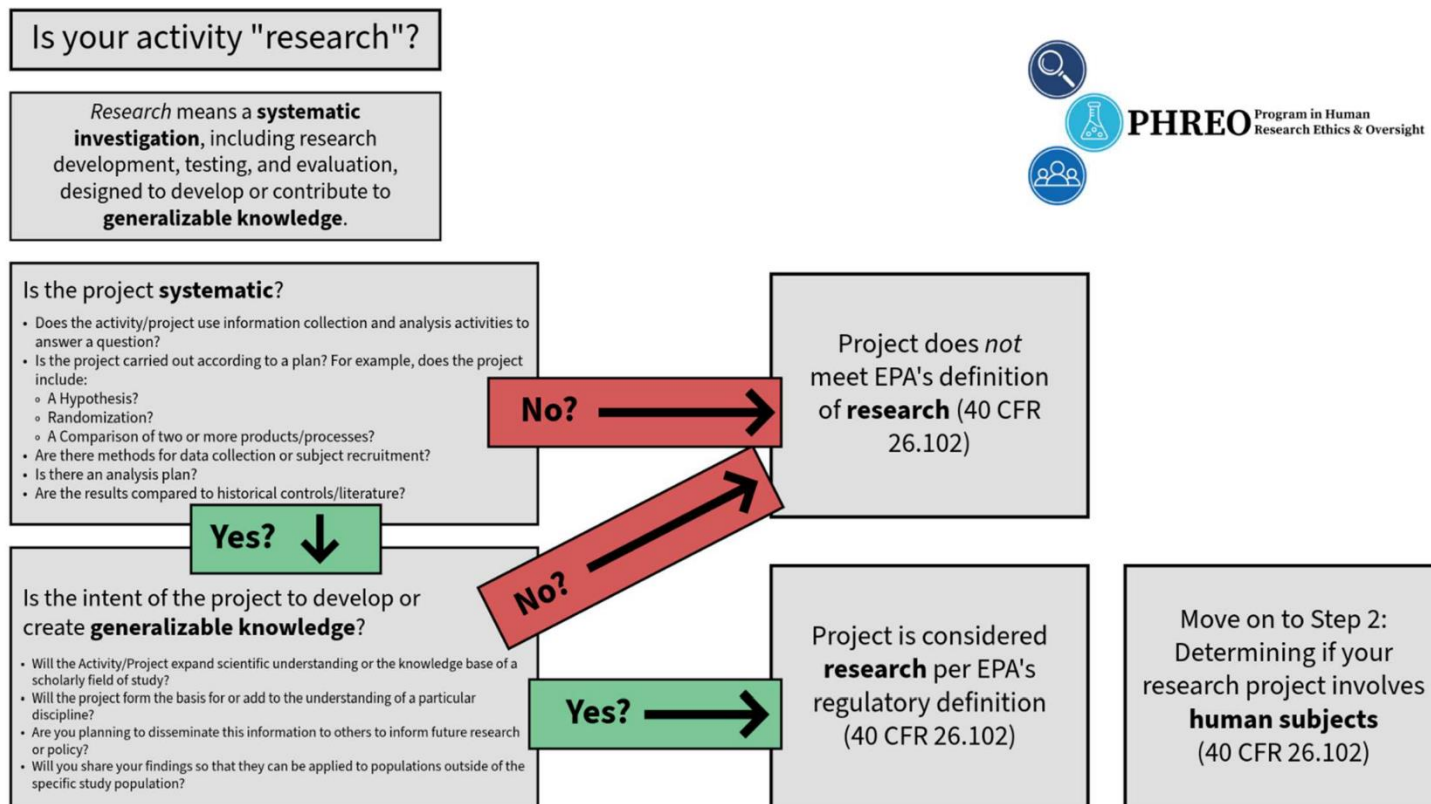 Is your activity "research"?
Research means a systematic
investigation, including research
development, testing, and evaluation,
designed to develop or contribute to
generalizable knowledge.
PHREO Program in Human
Research Ethics & Oversight
Is the project systematic?
• Does the activity/project use information collection and analysis activities to
answer a question?
• Is the project carried out according to a plan? For example, does the project
include:
◦ A Hypothesis?
◦ Randomization?
◦ A Comparison of two or more products/processes?
• Are there methods for data collection or subject recruitment?
• Is there an analysis plan?
• Are the results compared to historical controls/literature?
No?
Project does not
meet EPA's definition
of research (40 CFR
26.102)
Yes?
Is the intent of the project to develop or
create generalizable knowledge?
• Will the Activity/Project expand scientific understanding or the knowledge base of a
scholarly field of study?
• Will the project form the basis for or add to the understanding of a particular
discipline?
• Are you planning to disseminate this information to others to inform future research
or policy?
• Will you share your findings so that they can be applied to populations outside of the
specific study population?
No?
Yes?
Project is considered
research per EPA's
regulatory definition
(40 CFR 26.102)
Move on to Step 2:
Determining if your
research project involves
human subjects
(40 CFR 26.102)